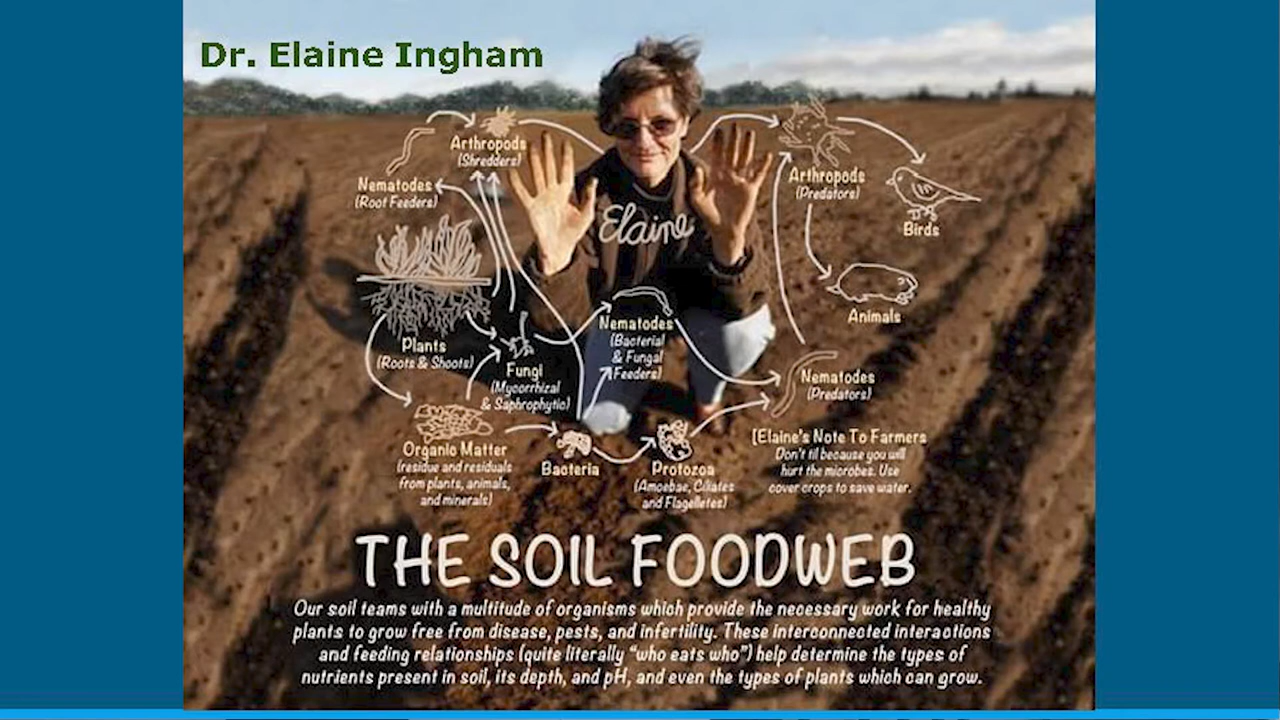 Dr. Elaine Ingham
Arthropods
(Shredders)
Nematodes
(Root Feeders)
Elaine
Arthropods
(Predators)
Birds
Animals
Plants
(Roots & Shoots)
Fungi
(Mycorrhizal
& Saphrophytic)
Nematodes
(Bacterial
& Fungal
Feeders)
Nematodes
(Predators)
Organic Matter
(residue and residuals
from plants, animals,
and minerals)
Bacteria
Protozoa
(Amoebae, Ciliates
and Flagelletes)
[Elaine's Note To Farmers
Don't til because you will
hurt the microbes. Use
cover crops to save water.
THE SOIL FOODWEB
Our soil teams with a multitude of organisms which provide the necessary work for healthy
plants to grow free from disease, pests, and infertility. These interconnected interactions
and feeding relationships (quite literally “who eats who”) help determine the types of
nutrients present in soil, its depth, and pH, and even the types of plants which can grow.